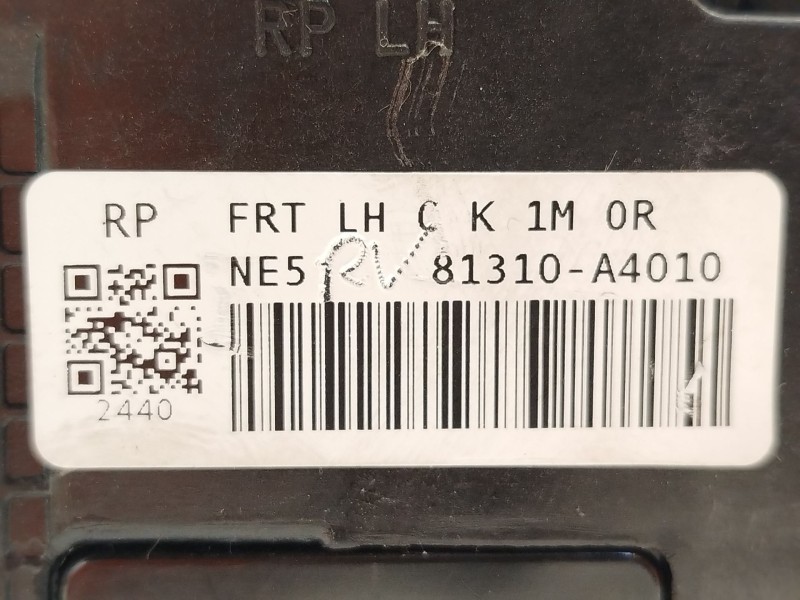 RP LH
RP FRT LH C K 1M 0R
NE5 RV 81310-A4010
2440